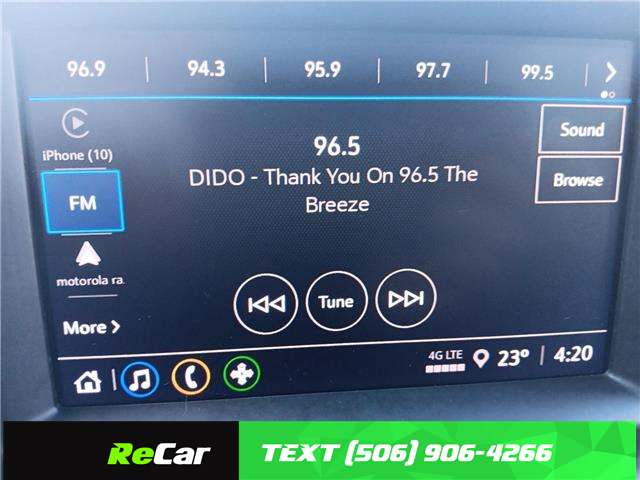 96.9 94.3 95.9 97.7 99.5
iPhone (10)
96.5
Sound
DIDO - Thank You On 96.5 The
Breeze
FM
Browse
motorola ra.
Tune
More
4G LTE 23° 4:20
ReCar TEXT (506) 906-4266